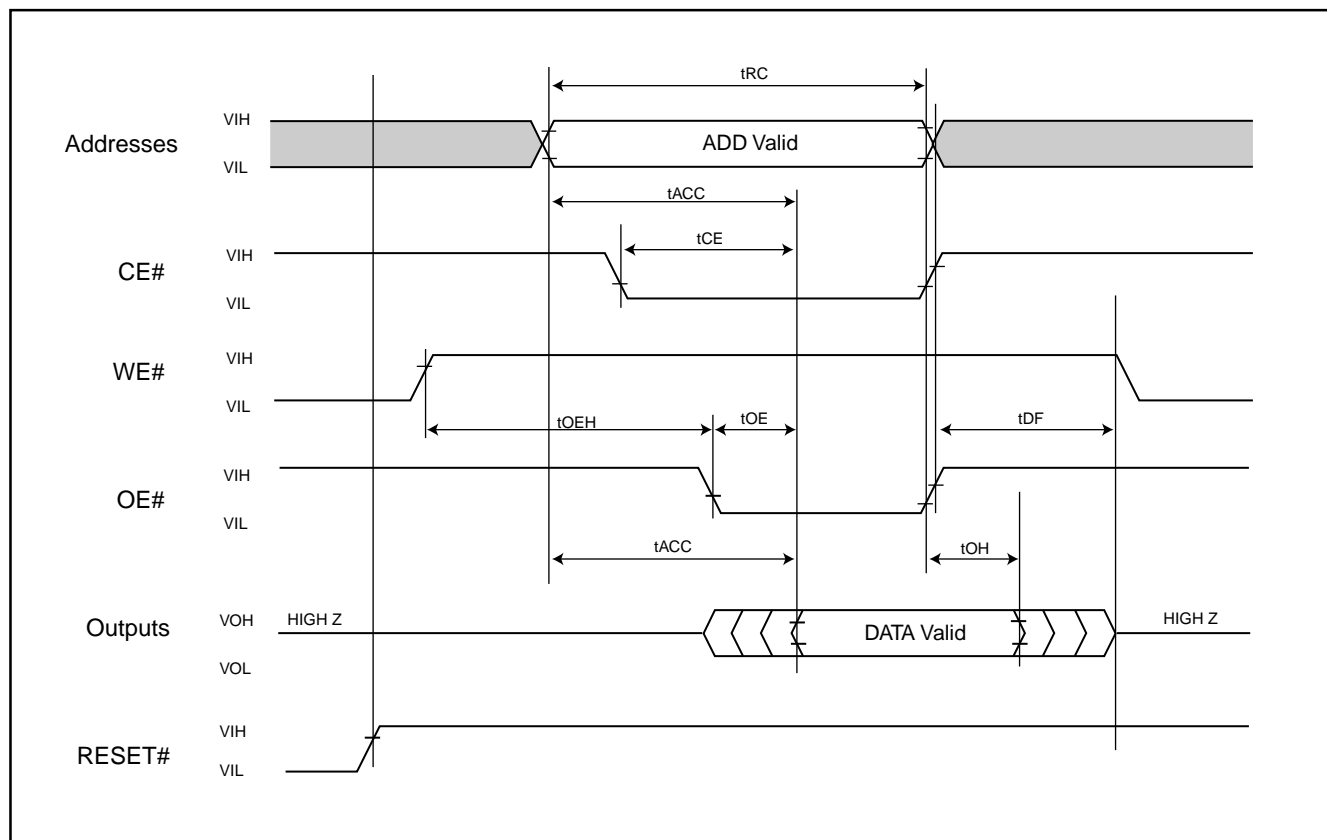 tRC
VIH
Addresses
ADD Valid
VIL
tACC
tCE
VIH
CE#
VIL
VIH
WE#
VIL
tOEH
tOE
tDF
VIH
OE#
VIL
tACC
tOH
VOH
HIGH Z
Outputs
DATA Valid
HIGH Z
VOL
VIH
RESET#
VIL